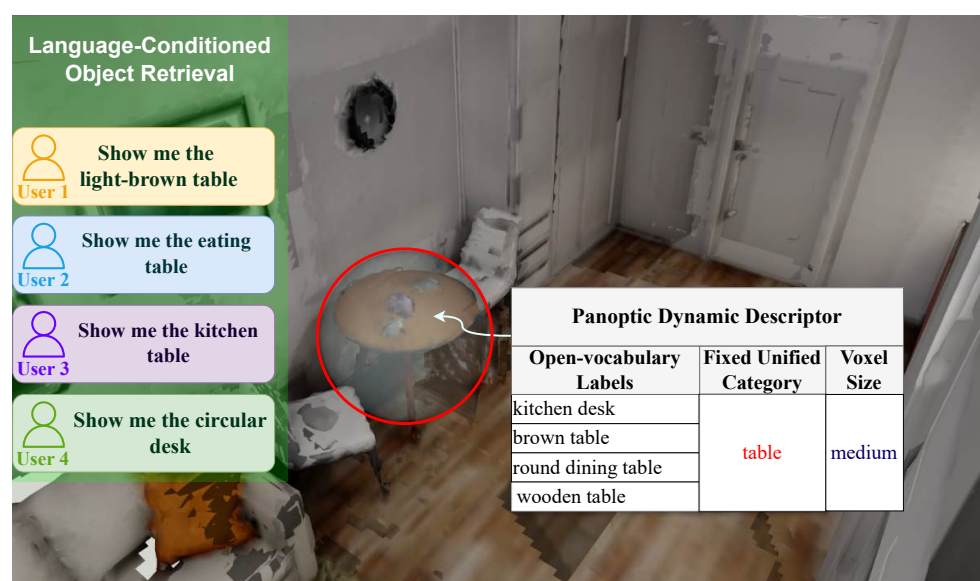 Language-Conditioned
Object Retrieval
Show me the
light-brown table
User 1
Show me the eating
table
User 2
Show me the kitchen
table
User 3
Show me the circular
desk
User 4
Panoptic Dynamic Descriptor
Open-vocabulary
Labels
Fixed Unified
Category
Voxel
Size
kitchen desk
brown table
round dining table
wooden table
table
medium